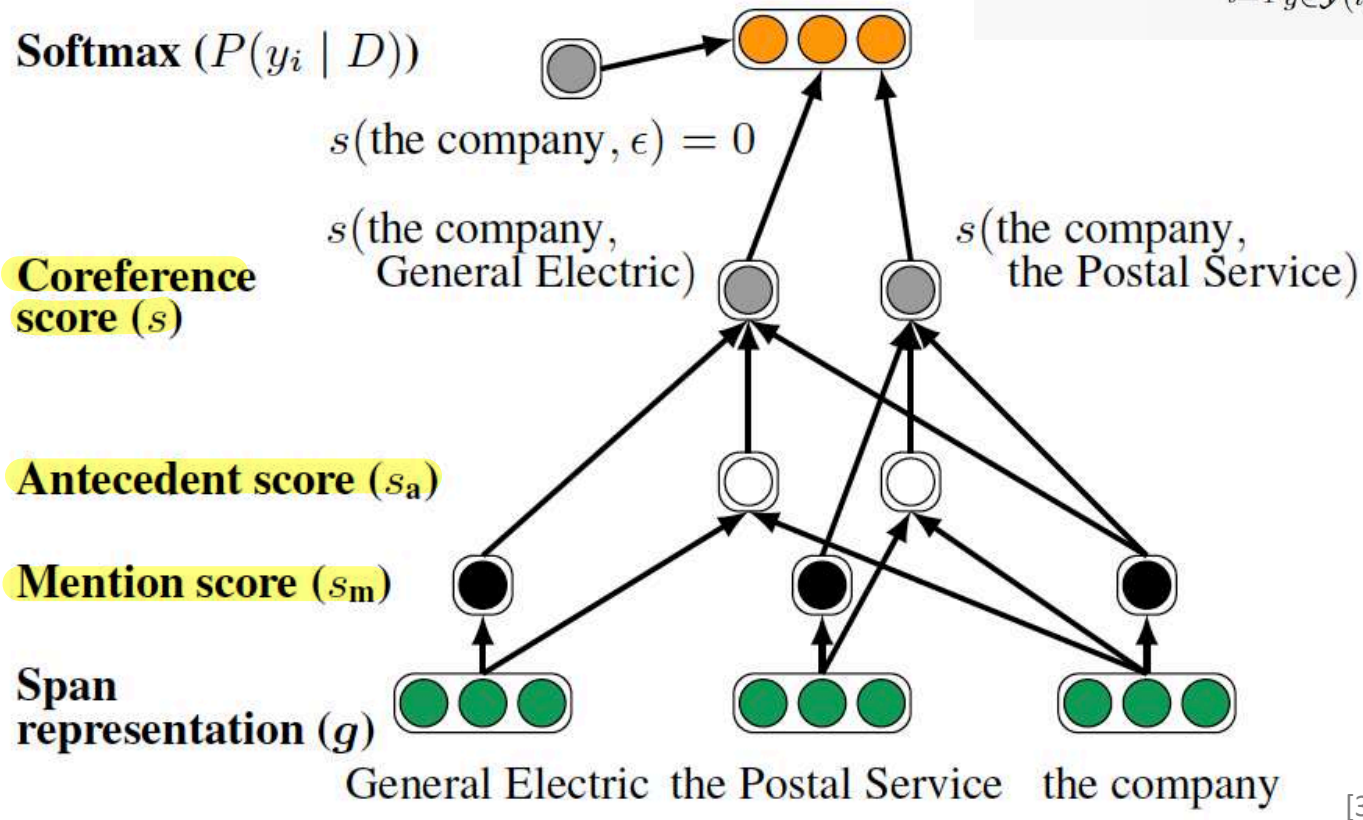 Softmax (P(y_i | D))
s(the company, ϵ) = 0
s(the company,
General Electric)
s(the company,
the Postal Service)
Coreference
score (s)
Antecedent score (s_a)
Mention score (s_m)
Span
representation (g)
General Electric the Postal Service the company
[3